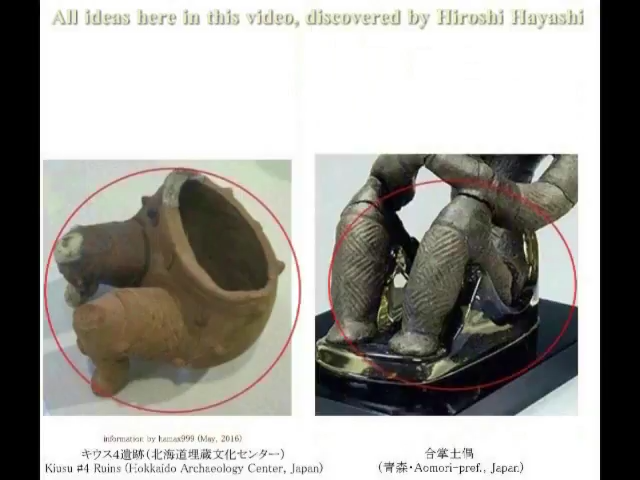 All ideas here in this video, discovered by Hiroshi Hayashi
information by hamax999 (May, 2016)
キウス4遺跡(北海道埋蔵文化センター)
Kiusu #4 Ruins (Hokkaido Archaeology Center, Japan)
合掌土偶
(青森・Aomori-pref., Japan.)